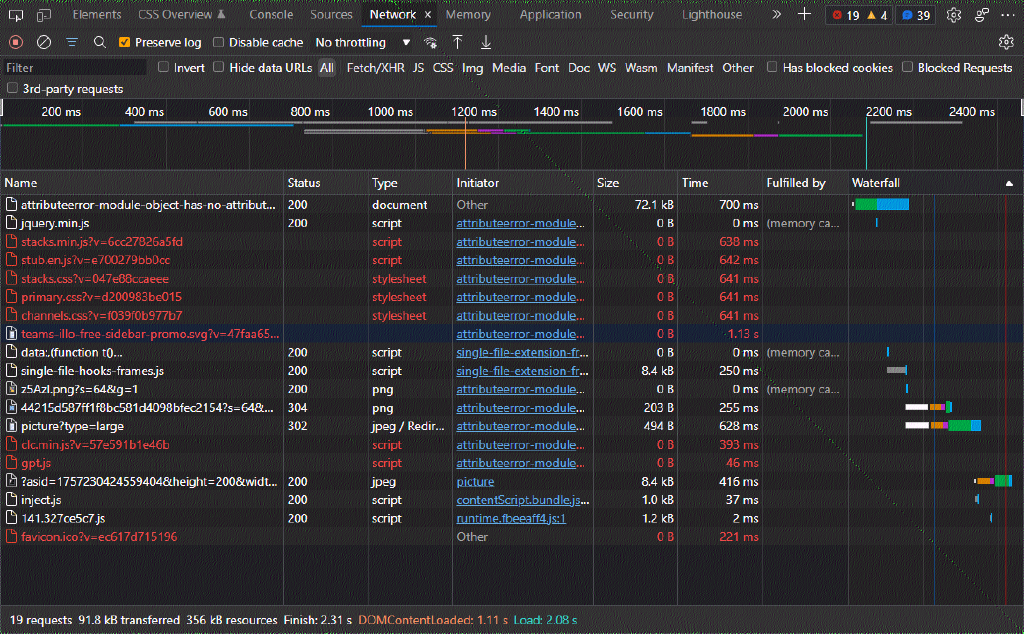 Elements CSS Overview Console Sources Network × Memory Application Security Lighthouse » + 19 4 39 ...
Preserve log Disable cache No throttling
Filter Invert Hide data URLs All Fetch/XHR JS CSS Img Media Font Doc WS Wasm Manifest Other Has blocked cookies Blocked Requests
3rd-party requests
200 ms 400 ms 600 ms 800 ms 1000 ms 1200 ms 1400 ms 1600 ms 1800 ms 2000 ms 2200 ms 2400 ms
Name Status Type Initiator Size Time Fulfilled by Waterfall
attributeerror-module-object-has-no-attribut... 200 document Other 72.1 kB 700 ms
jquery.min.js 200 script attributeerror-module... 0 B 0 ms (memory ca...
stacks.min.js?v=6cc27826a5fd script attributeerror-module... 0 B 638 ms
stub.en.js?v=e700279bb0cc script attributeerror-module... 0 B 642 ms
stacks.css?v=047e88ccaeee stylesheet attributeerror-module... 0 B 641 ms
primary.css?v=d200983be015 stylesheet attributeerror-module... 0 B 641 ms
channels.css?v=f039f0b977b7 stylesheet attributeerror-module... 0 B 641 ms
teams-illo-free-sidebar-promo.svg?v=47faa65... attributeerror-module... 0 B 1.13 s
data:,(function t()... 200 script single-file-extension-fr... 0 B 0 ms (memory ca...
single-file-hooks-frames.js 200 script single-file-extension-fr... 8.4 kB 250 ms
z5AzI.png?s=64&g=1 200 png attributeerror-module... 0 B 0 ms (memory ca...
44215d587ff1f8bc581d4098bfec2154?s=64&... 304 png attributeerror-module... 203 B 255 ms
picture?type=large 302 jpeg / Redir... attributeerror-module... 494 B 628 ms
clc.min.js?v=57e591b1e46b script attributeerror-module... 0 B 393 ms
gpt.js script attributeerror-module... 0 B 46 ms
?asid=1757230424559404&height=200&widt... 200 jpeg picture 8.4 kB 416 ms
inject.js 200 script contentScript.bundle.js... 1.0 kB 37 ms
141.327ce5c7.js 200 script runtime.fbeeaff4.js:1 1.2 kB 2 ms
favicon.ico?v=ec617d715196 Other 0 B 221 ms
19 requests 91.8 kB transferred 356 kB resources Finish: 2.31 s DOMContentLoaded: 1.11 s Load: 2.08 s